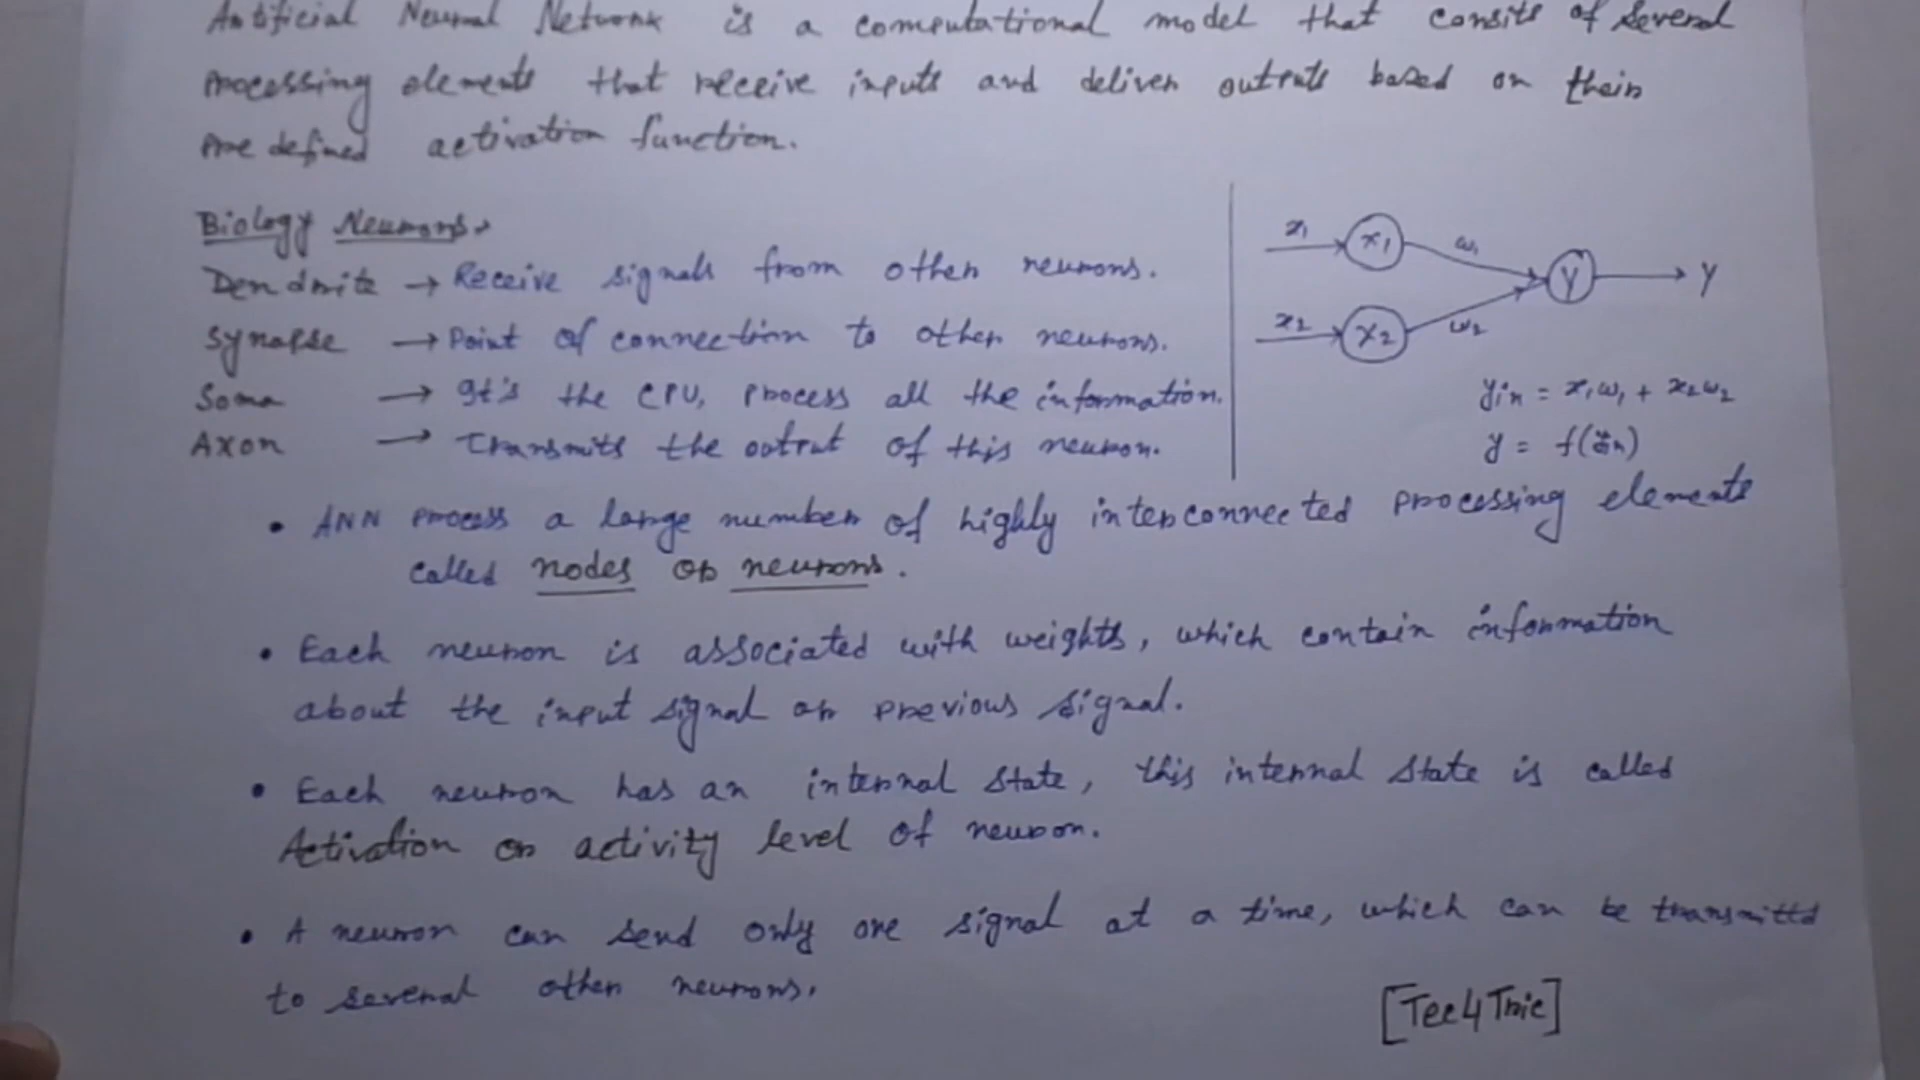 Artificial Neural Network is a computational model that consits of several
processing elements that receive inputs and deliver outputs based on their
pre defined activation function.
Biology Neurons
Dendrite → Receive signals from other neurons.
Synapse → Point of connection to other neurons.
Soma → It's the CPU, process all the information.
Axon → Transmits the output of this neuron.
x1 X1 w1
Y → Y
x2 X2 w2
yin = x1w1 + x2w2
y = f(yin)
• ANN process a large number of highly interconnected processing elements
called nodes or neurons.
• Each neuron is associated with weights, which contain information
about the input signal or previous signal.
• Each neuron has an internal state, this internal state is called
Activation or activity level of neuron.
• A neuron can send only one signal at a time, which can be transmittd
to several other neurons.
[Tec4Tric]